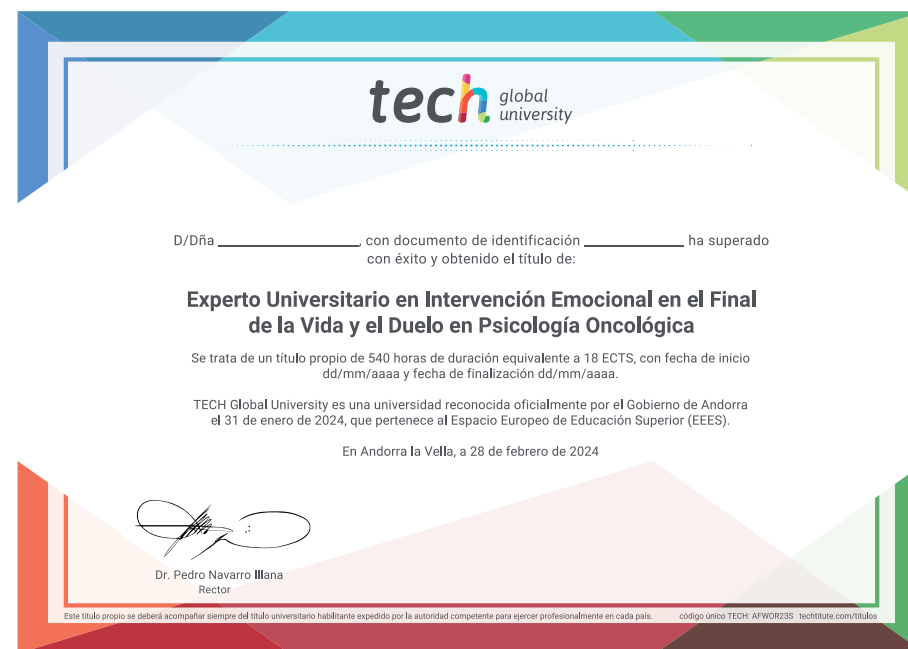 tech global university
D/Dña ____________________, con documento de identificación ______________ ha superado
con éxito y obtenido el título de:
Experto Universitario en Intervención Emocional en el Final
de la Vida y el Duelo en Psicología Oncológica
Se trata de un título propio de 540 horas de duración equivalente a 18 ECTS, con fecha de inicio
dd/mm/aaaa y fecha de finalización dd/mm/aaaa.
TECH Global University es una universidad reconocida oficialmente por el Gobierno de Andorra
el 31 de enero de 2024, que pertenece al Espacio Europeo de Educación Superior (EEES).
En Andorra la Vella, a 28 de febrero de 2024
Dr. Pedro Navarro Illana
Rector
Este título propio se deberá acompañar siempre del título universitario habilitante expedido por la autoridad competente para ejercer profesionalmente en cada país. código único TECH: AFWOR23S techtitute.com/titulos